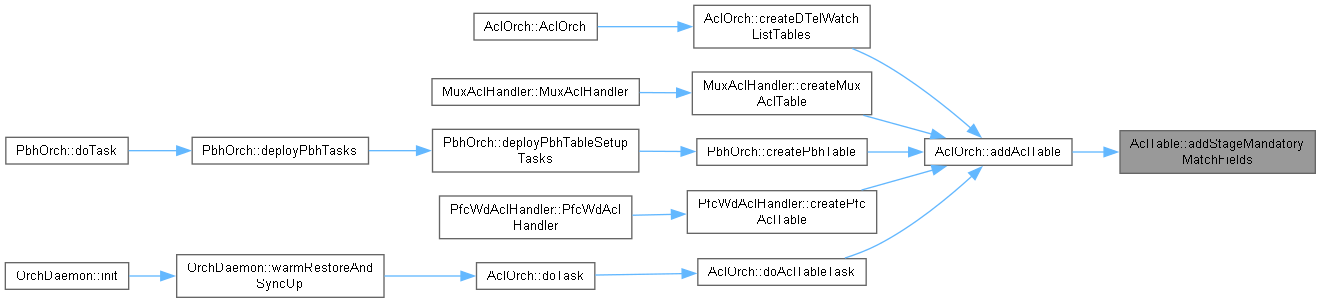 AclOrch::AclOrch
AclOrch::createDTelWatch
ListTables
MuxAclHandler::MuxAclHandler
MuxAclHandler::createMux
AclTable
PbhOrch::doTask
PbhOrch::deployPbhTasks
PbhOrch::deployPbhTableSetup
Tasks
PbhOrch::createPbhTable
AclOrch::addAclTable
AclTable::addStageMandatory
MatchFields
PfcWdAclHandler::PfcWdAcl
Handler
PfcWdAclHandler::createPfc
AclTable
OrchDaemon::init
OrchDaemon::warmRestoreAnd
SyncUp
AclOrch::doTask
AclOrch::doAclTableTask